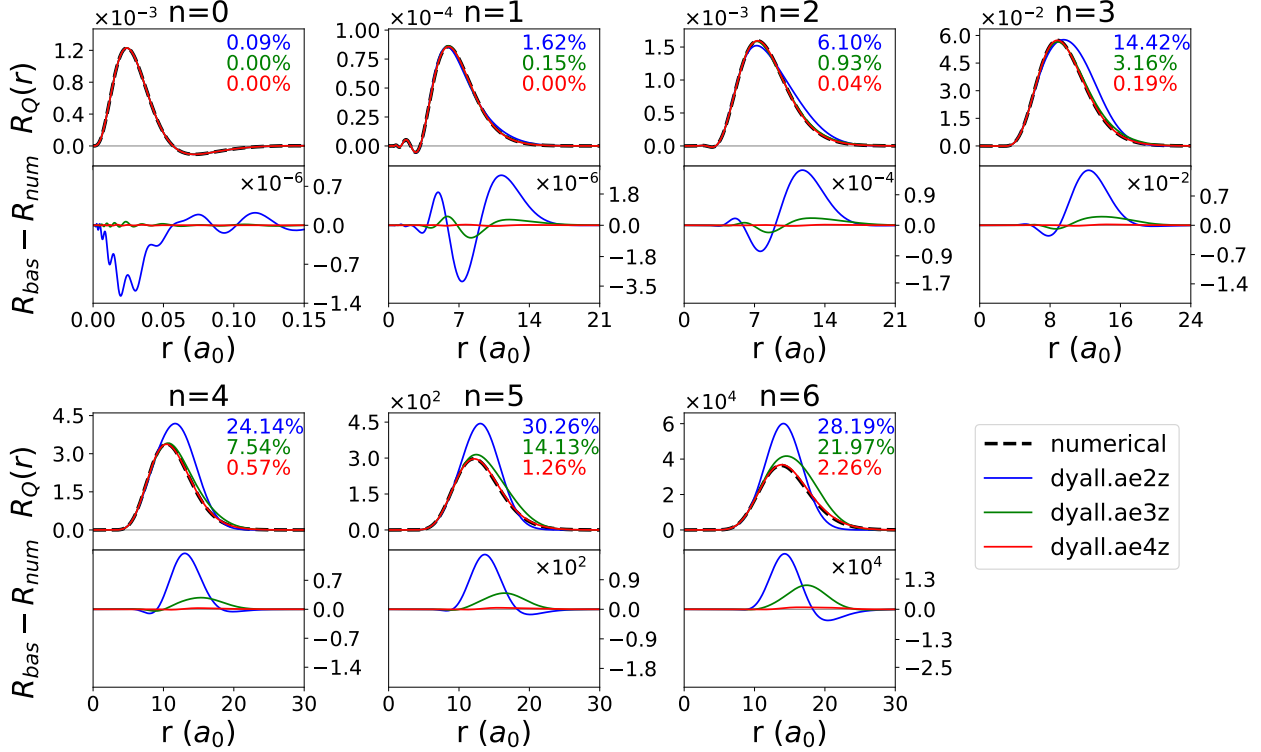 ×10⁻³ n=0
R_Q(r)
1.2
0.8
0.4
0.0
0.09%
0.00%
0.00%
R_bas − R_num
×10⁻⁶
0.7
0.0
−0.7
−1.4
0.00 0.05 0.10 0.15
r (a₀)
×10⁻⁴ n=1
1.00
0.75
0.50
0.25
0.00
1.62%
0.15%
0.00%
×10⁻⁶
1.8
0.0
−1.8
−3.5
0 7 14 21
r (a₀)
×10⁻³ n=2
1.5
1.0
0.5
0.0
6.10%
0.93%
0.04%
×10⁻⁴
0.9
0.0
−0.9
−1.7
0 7 14 21
r (a₀)
×10⁻² n=3
6.0
4.5
3.0
1.5
0.0
14.42%
3.16%
0.19%
×10⁻²
0.7
0.0
−0.7
−1.4
0 8 16 24
r (a₀)
n=4
R_Q(r)
4.5
3.0
1.5
0.0
24.14%
7.54%
0.57%
R_bas − R_num
0.7
0.0
−0.7
−1.4
0 10 20 30
r (a₀)
×10² n=5
4.5
3.0
1.5
0.0
30.26%
14.13%
1.26%
×10²
0.9
0.0
−0.9
−1.8
0 10 20 30
r (a₀)
×10⁴ n=6
6
4
2
0
28.19%
21.97%
2.26%
×10⁴
1.3
0.0
−1.3
−2.5
0 10 20 30
r (a₀)
numerical
dyall.ae2z
dyall.ae3z
dyall.ae4z